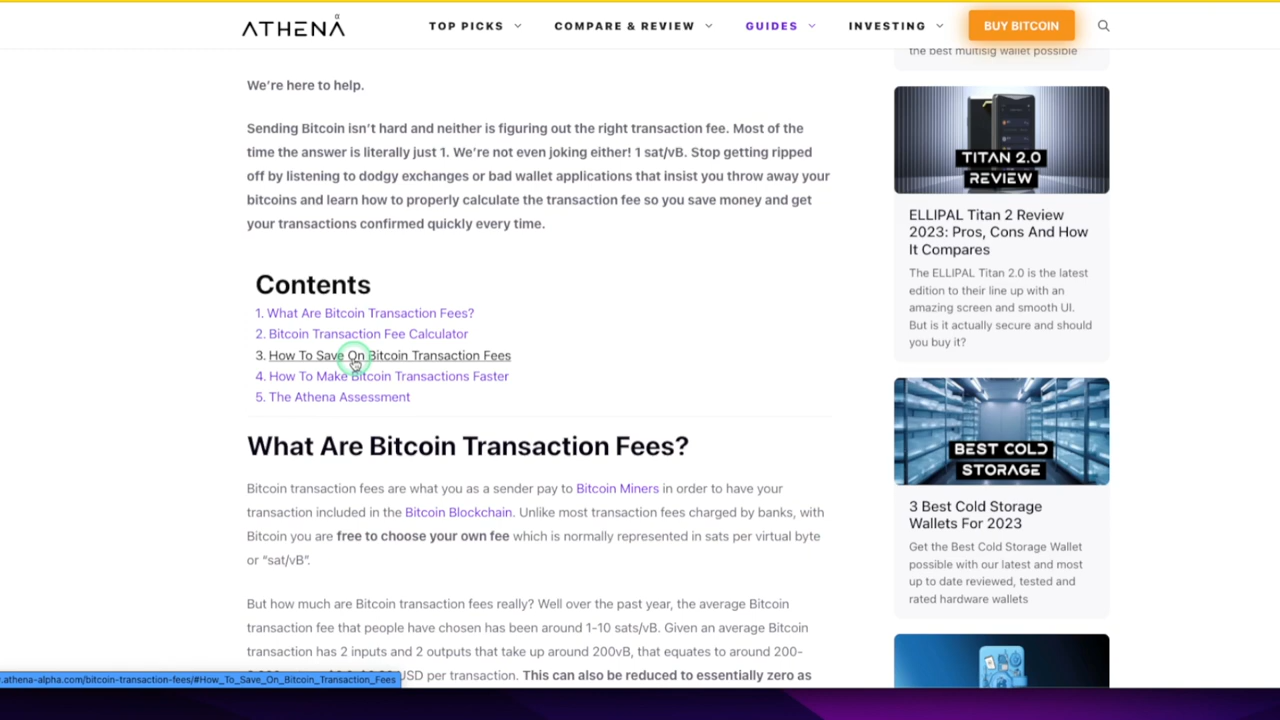 ATHENA α
TOP PICKS
COMPARE & REVIEW
GUIDES
INVESTING
BUY BITCOIN
We're here to help.
Sending Bitcoin isn't hard and neither is figuring out the right transaction fee. Most of the
time the answer is literally just 1. We're not even joking either! 1 sat/vB. Stop getting ripped
off by listening to dodgy exchanges or bad wallet applications that insist you throw away your
bitcoins and learn how to properly calculate the transaction fee so you save money and get
your transactions confirmed quickly every time.
Contents
1. What Are Bitcoin Transaction Fees?
2. Bitcoin Transaction Fee Calculator
3. How To Save On Bitcoin Transaction Fees
4. How To Make Bitcoin Transactions Faster
5. The Athena Assessment
What Are Bitcoin Transaction Fees?
Bitcoin transaction fees are what you as a sender pay to Bitcoin Miners in order to have your
transaction included in the Bitcoin Blockchain. Unlike most transaction fees charged by banks, with
Bitcoin you are free to choose your own fee which is normally represented in sats per virtual byte
or “sat/vB”.
But how much are Bitcoin transaction fees really? Well over the past year, the average Bitcoin
transaction fee that people have chosen has been around 1-10 sats/vB. Given an average Bitcoin
transaction has 2 inputs and 2 outputs that take up around 200vB, that equates to around 200-
USD per transaction. This can also be reduced to essentially zero as
.athena-alpha.com/bitcoin-transaction-fees/#How_To_Save_On_Bitcoin_Transaction_Fees
the best multisig wallet possible
TITAN 2.0
REVIEW
ELLIPAL Titan 2 Review
2023: Pros, Cons And How
It Compares
The ELLIPAL Titan 2.0 is the latest
edition to their line up with an
amazing screen and smooth UI.
But is it actually secure and should
you buy it?
BEST COLD
STORAGE
3 Best Cold Storage
Wallets For 2023
Get the Best Cold Storage Wallet
possible with our latest and most
up to date reviewed, tested and
rated hardware wallets